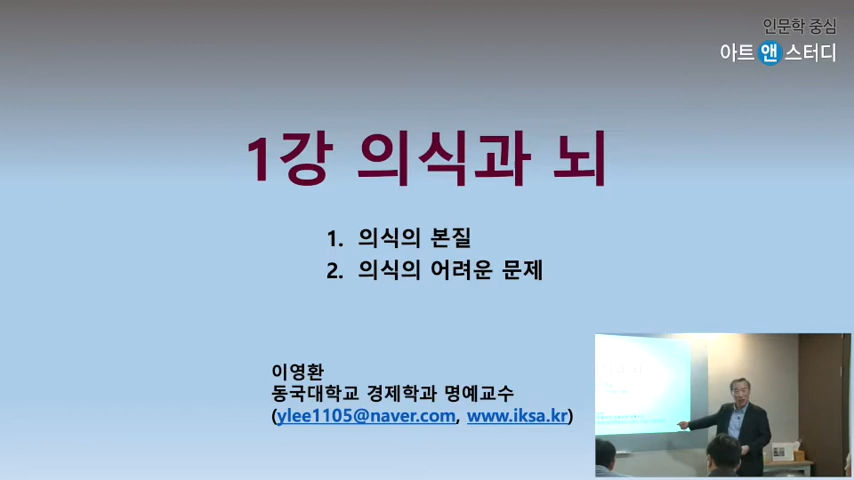 인문학 중심
아트앤스터디
1강 의식과 뇌
1. 의식의 본질
2. 의식의 어려운 문제
이영환
동국대학교 경제학과 명예교수
(ylee1105@naver.com, www.iksa.kr)